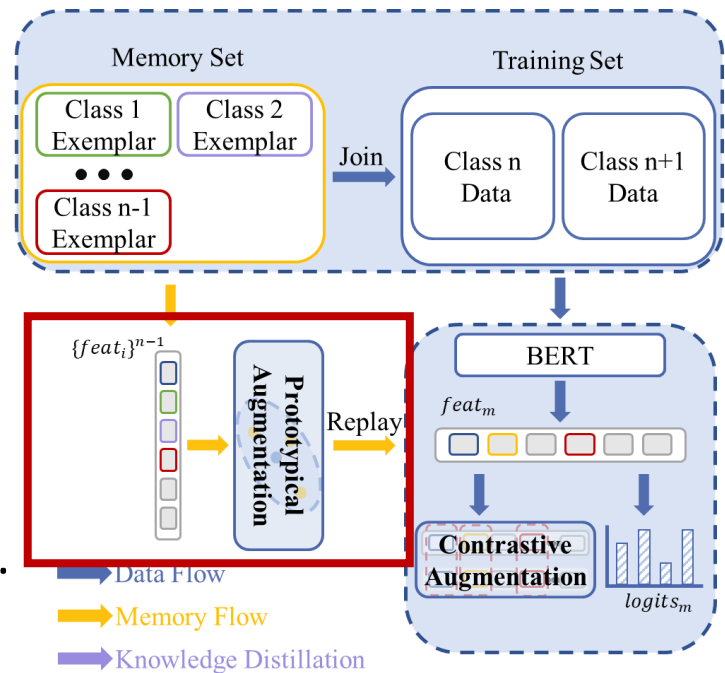 Memory Set
Training Set
Class 1
Exemplar
Class 2
Exemplar
• • •
Class n-1
Exemplar
Join
Class n
Data
Class n+1
Data
{feat_i}^{n-1}
Prototypical
Augmentation
Replay
BERT
feat_m
Contrastive
Augmentation
logits_m
Data Flow
Memory Flow
Knowledge Distillation